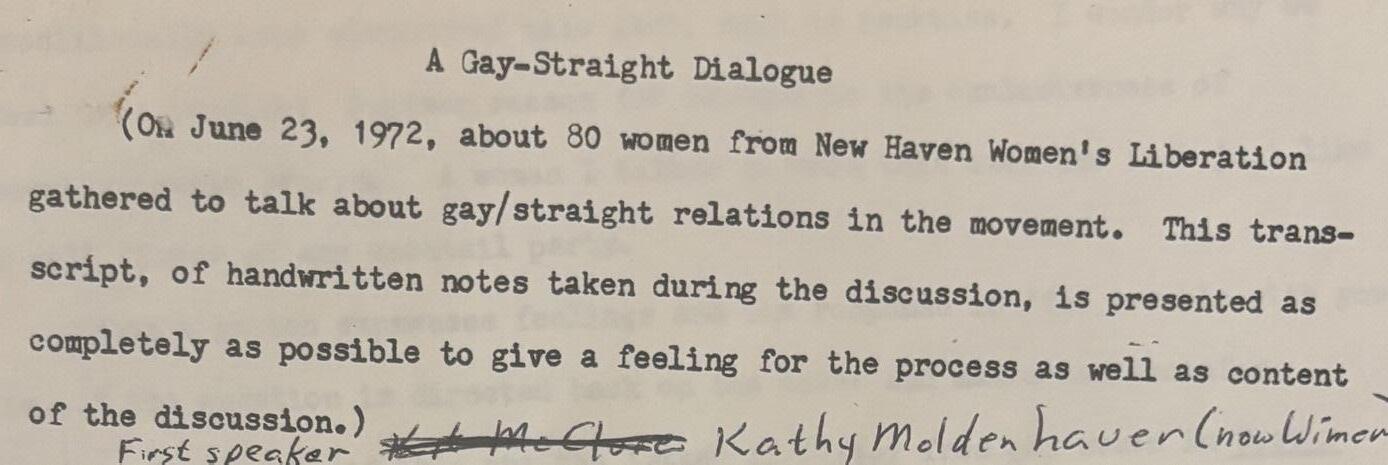 A Gay-Straight Dialogue
(On June 23, 1972, about 80 women from New Haven Women's Liberation
gathered to talk about gay/straight relations in the movement. This trans-
script, of handwritten notes taken during the discussion, is presented as
completely as possible to give a feeling for the process as well as content
of the discussion.)
First speaker McClure Kathy Moldenhauer (now Wimer